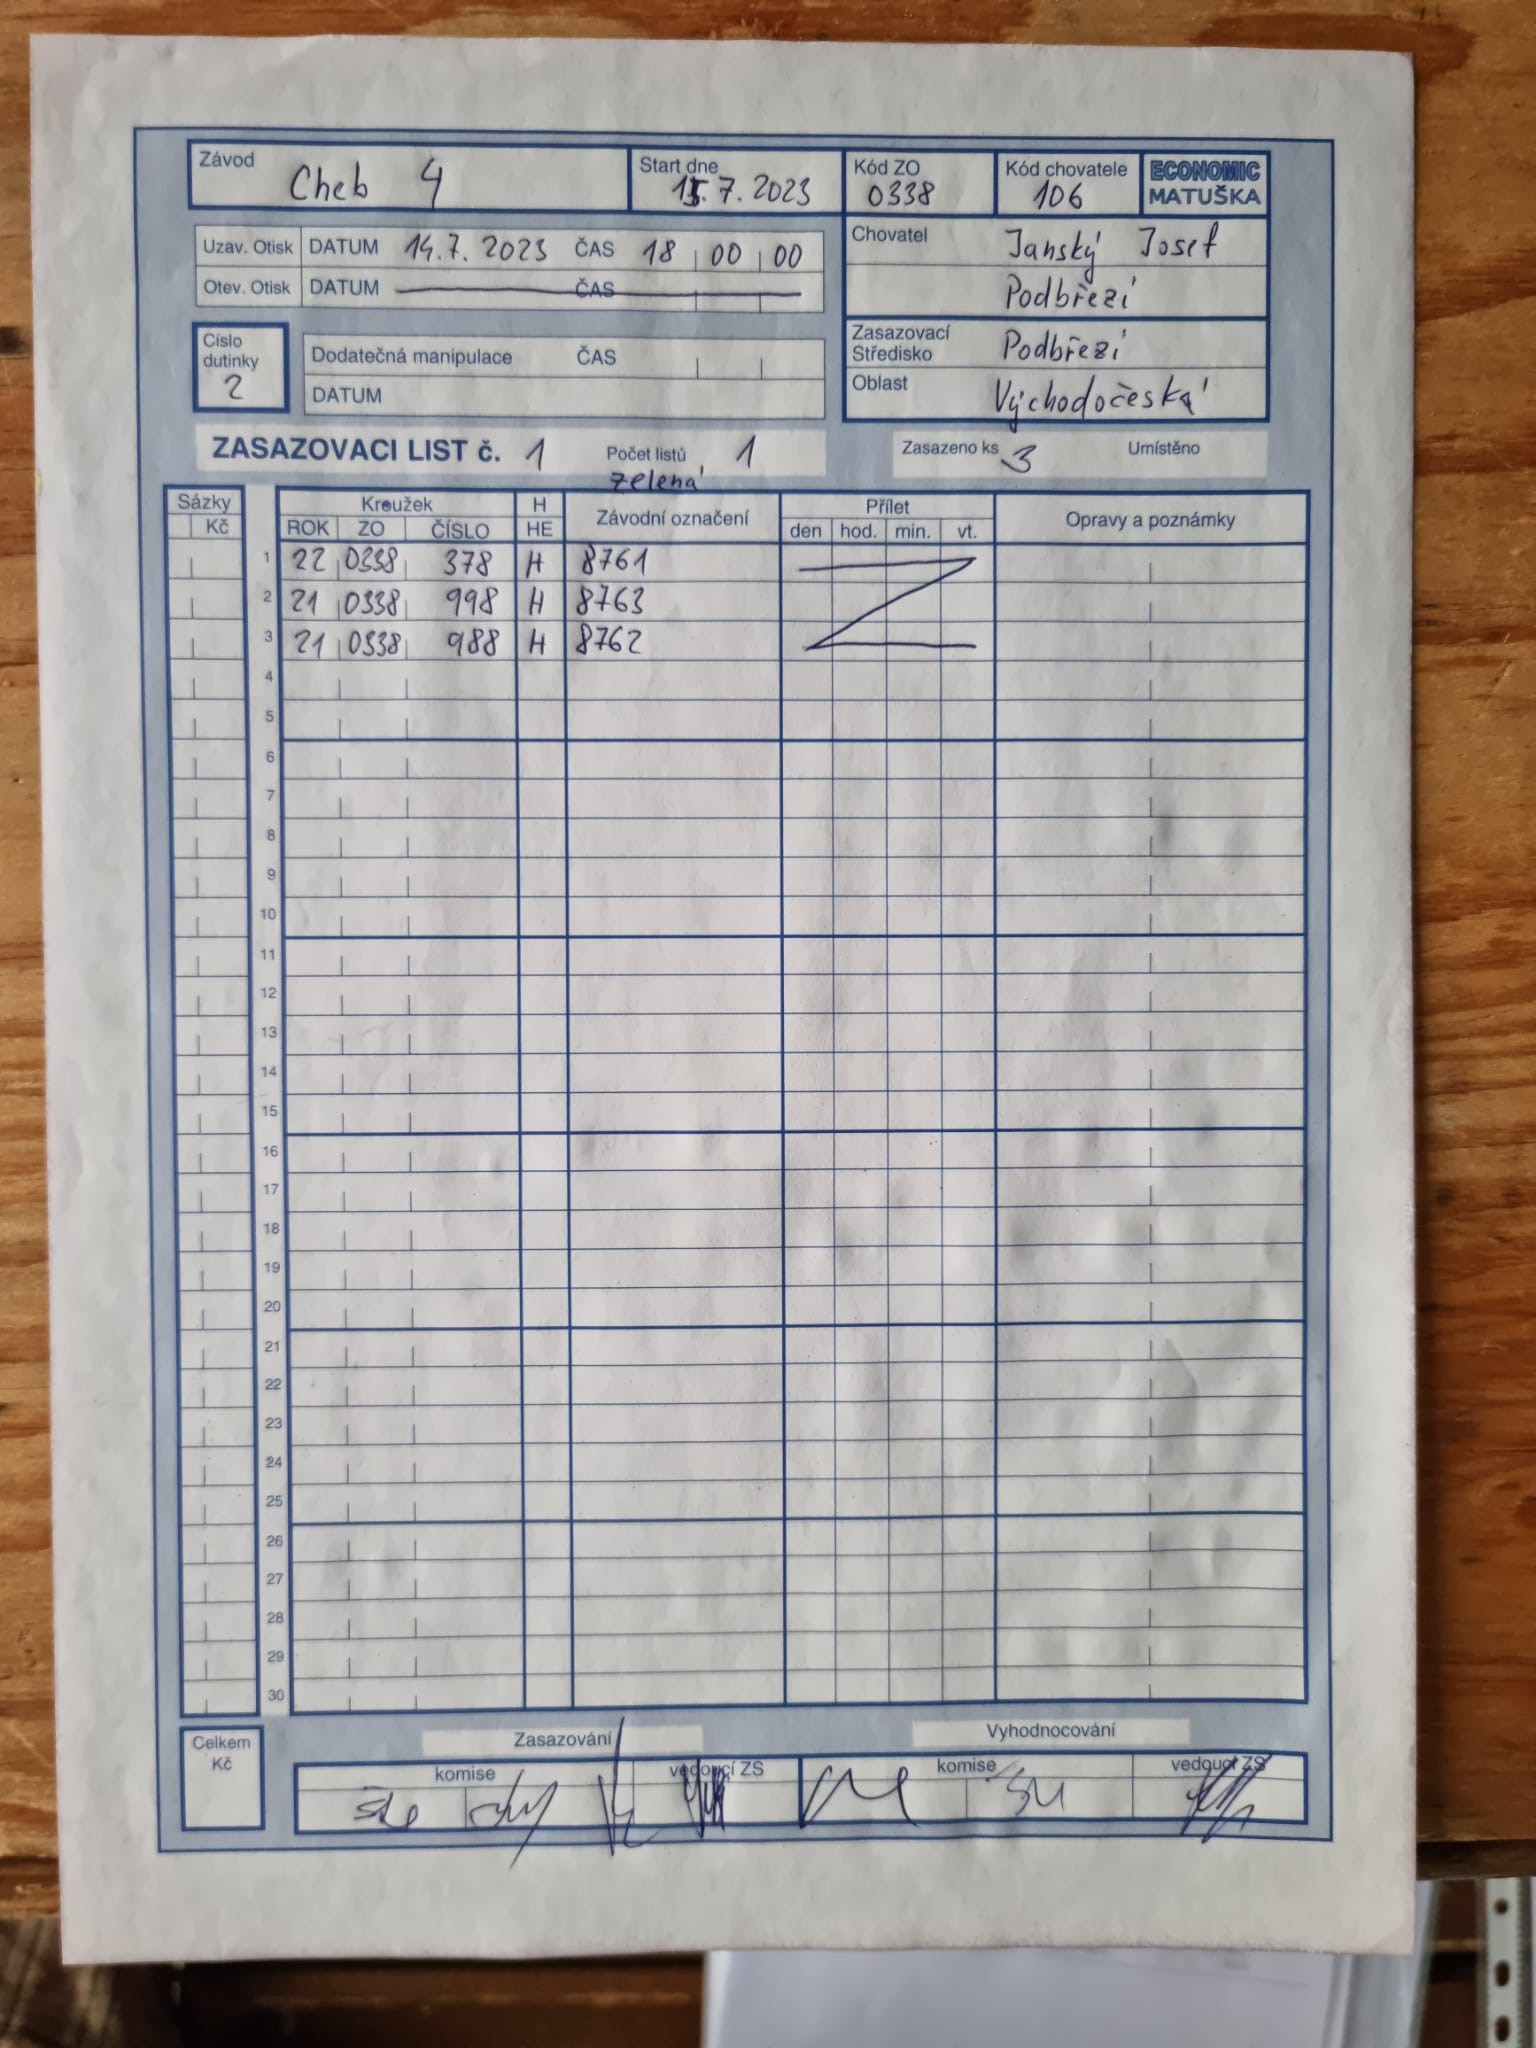 Závod Cheb 4
Start dne 15.7.2023
Kód ZO 0338
Kód chovatele 106
ECONOMIC
MATUŠKA
Uzav. Otisk DATUM 14.7.2023 ČAS 18 00 00
Otev. Otisk DATUM ČAS
Chovatel Janský Josef
Podbřezí
Číslo
dutinky
2
Dodatečná manipulace ČAS
DATUM
Zasazovací
Středisko Podbřezí
Oblast Východočeská
ZASAZOVACI LIST č. 1 Počet listů 1
Zasazeno ks 3 Umístěno
zelená
Sázky Kroužek H Závodní označení Přílet Opravy a poznámky
Kč ROK ZO ČÍSLO HE den hod. min. vt.
1 22 0338 378 H 8761
2 21 0338 998 H 8763
3 21 0338 988 H 8762
4
5
6
7
8
9
10
11
12
13
14
15
16
17
18
19
20
21
22
23
24
25
26
27
28
29
30
Celkem
Kč
Zasazování Vyhodnocování
komise vedoucí ZS komise vedoucí ZS